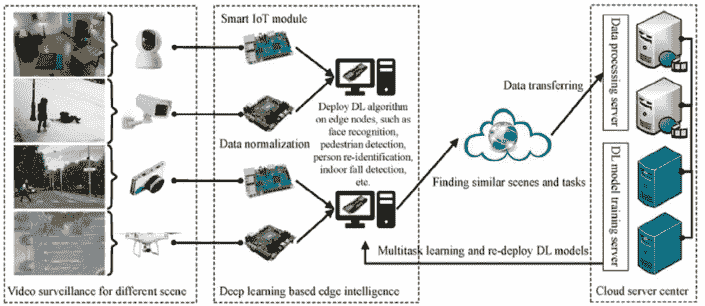 Smart IoT module
Deploy DL algorithm
on edge nodes, such as
face recognition,
pedestrian detection,
person re-identification,
indoor fall detection,
etc.
Data normalization
Video surveillance for different scene
Deep learning based edge intelligence
Data transferring
Finding similar scenes and tasks
Multitask learning and re-deploy DL models
Data processing server
DL model training server
Cloud server center